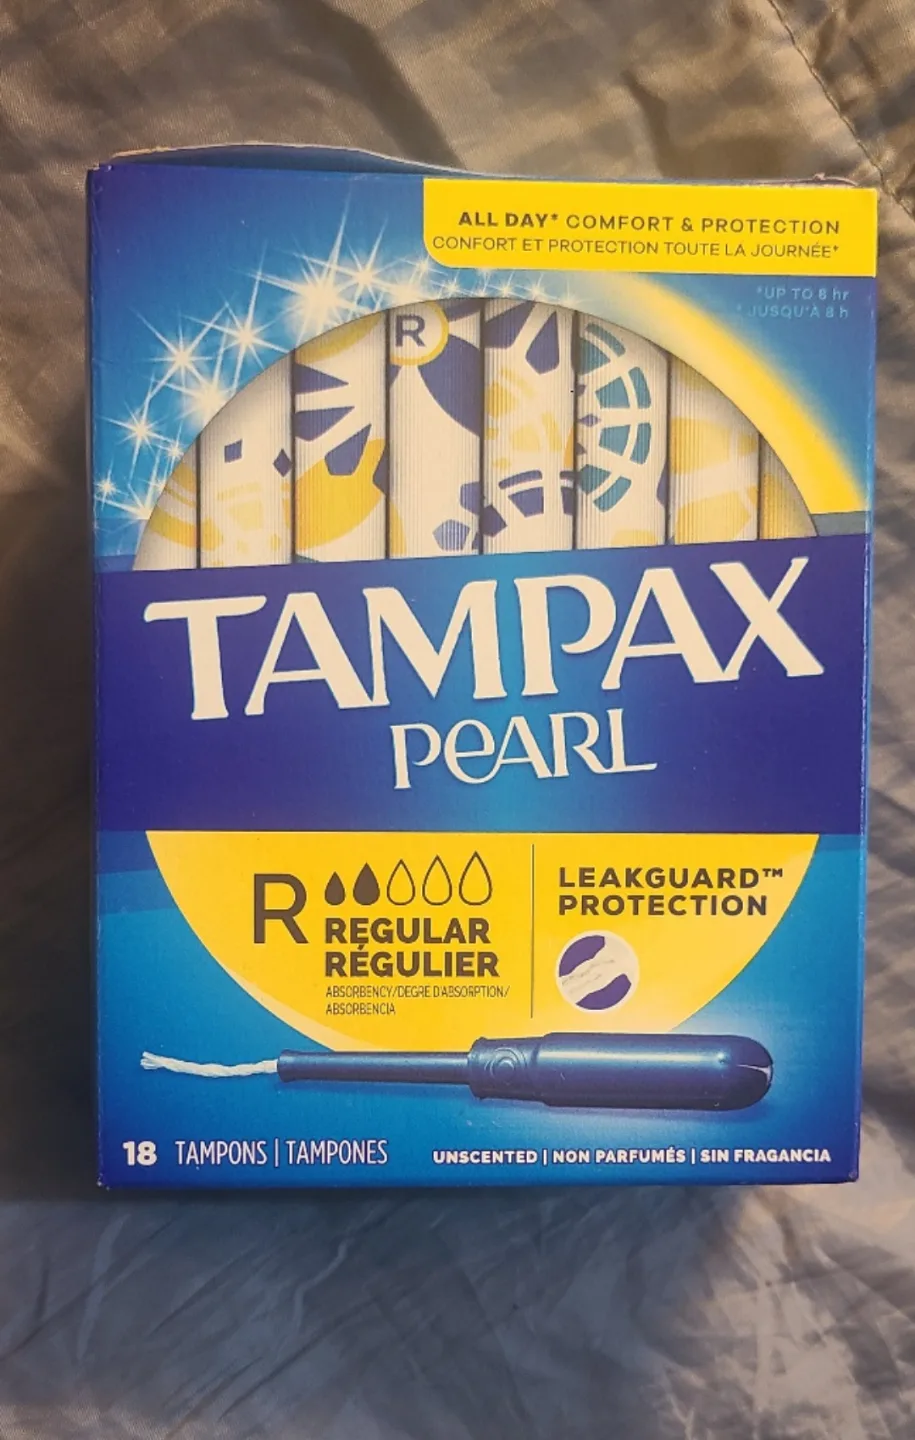 ALL DAY* COMFORT & PROTECTION
CONFORT ET PROTECTION TOUTE LA JOURNÉE*
*UP TO 8 hr
*JUSQU'À 8 h
R
TAMPAX
PEARL
R
REGULAR
RÉGULIER
ABSORBENCY/DEGRE D'ABSORPTION/
ABSORBENCIA
LEAKGUARD™
PROTECTION
18 TAMPONS | TAMPONES
UNSCENTED | NON PARFUMÉS | SIN FRAGANCIA